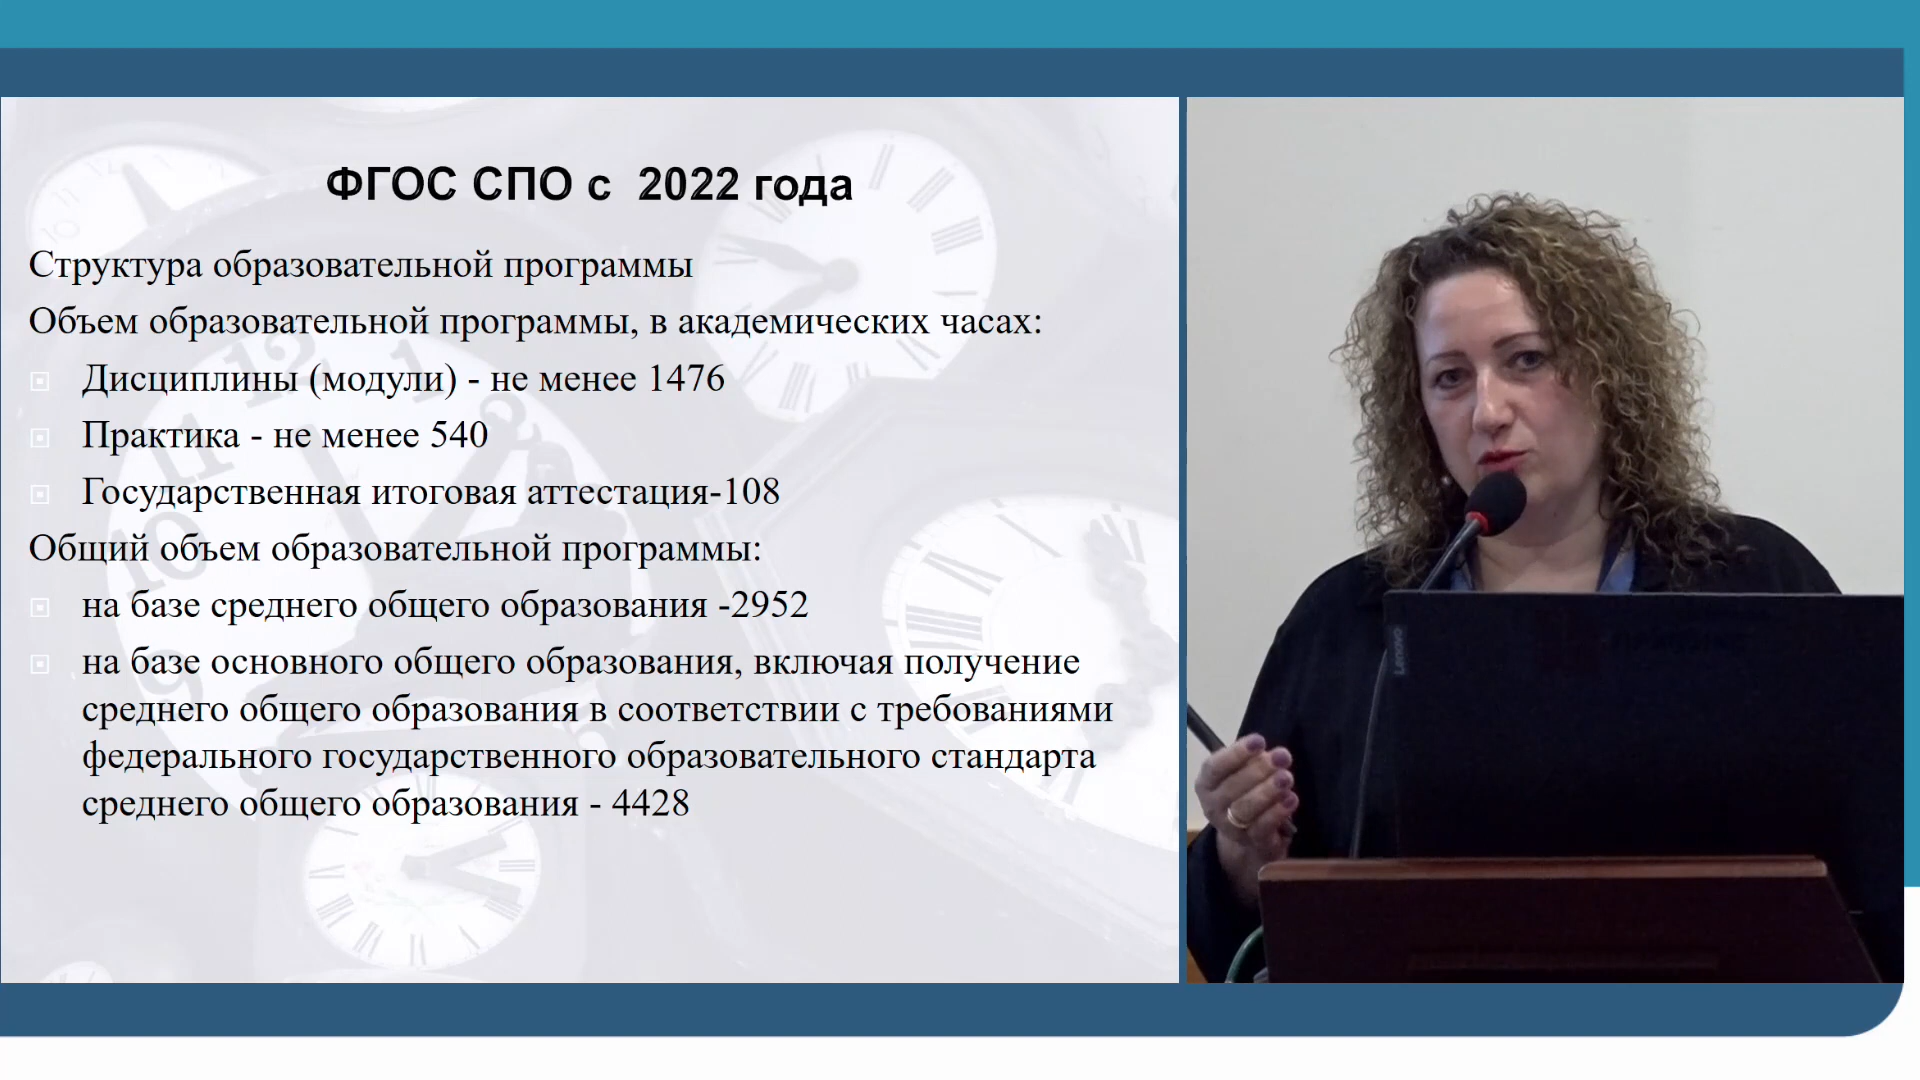 ФГОС СПО с 2022 года
Структура образовательной программы
Объем образовательной программы, в академических часах:
Дисциплины (модули) - не менее 1476
Практика - не менее 540
Государственная итоговая аттестация-108
Общий объем образовательной программы:
на базе среднего общего образования -2952
на базе основного общего образования, включая получение
среднего общего образования в соответствии с требованиями
федерального государственного образовательного стандарта
среднего общего образования - 4428
Lenovo